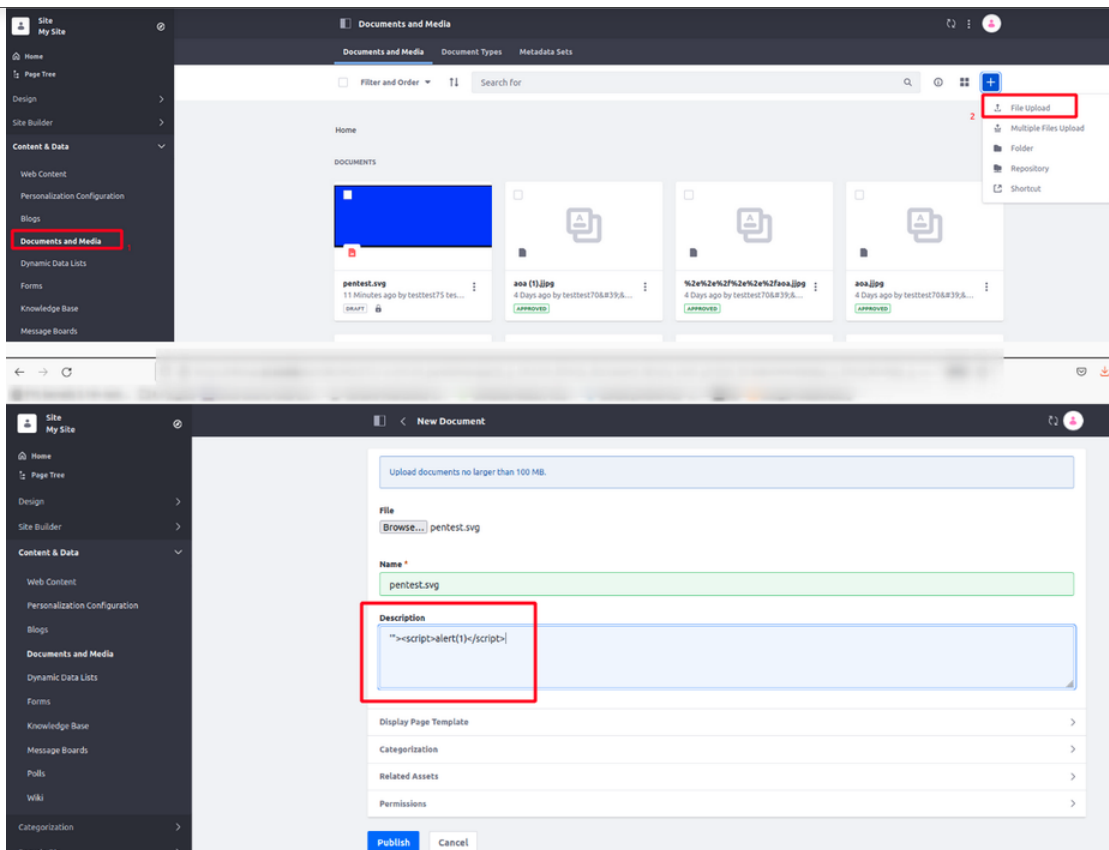 Site
My Site
Home
Page Tree
Design
Site Builder
Content & Data
Web Content
Personalization Configuration
Blogs
Documents and Media
1
Dynamic Data Lists
Forms
Knowledge Base
Message Boards
Documents and Media
Documents and Media Document Types Metadata Sets
Filter and Order Search for
2
File Upload
Multiple Files Upload
Folder
Repository
Shortcut
Home
DOCUMENTS
pentest.svg
11 Minutes ago by testtest75 tes...
DRAFT
aoa (1).jjpg
4 Days ago by testtest70&#39;&...
APPROVED
%2e%2e%2f%2e%2e%2faoa.jjpg
4 Days ago by testtest70&#39;&...
APPROVED
aoa.jjpg
4 Days ago by testtest70&#39;&...
APPROVED
Site
My Site
Home
Page Tree
Design
Site Builder
Content & Data
Web Content
Personalization Configuration
Blogs
Documents and Media
Dynamic Data Lists
Forms
Knowledge Base
Message Boards
Polls
Wiki
Categorization
New Document
Upload documents no larger than 100 MB.
File
Browse... pentest.svg
Name *
pentest.svg
Description
'"><script>alert(1)</script>
Display Page Template
Categorization
Related Assets
Permissions
Publish Cancel